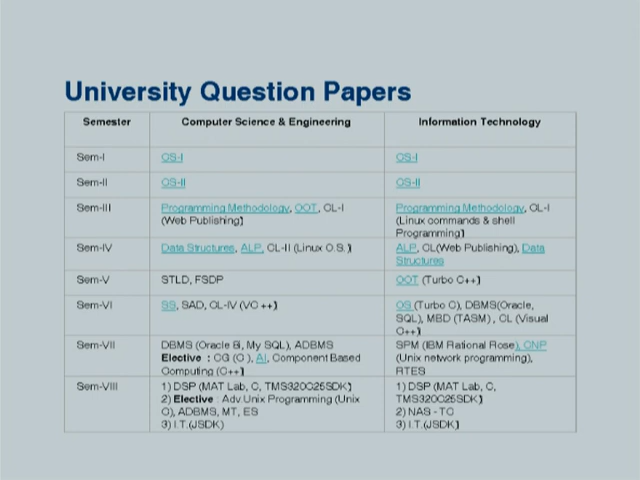 University Question Papers
Semester Computer Science & Engineering Information Technology
Sem-I OS-I OS-I
Sem-II OS-II OS-II
Sem-III Programming Methodology, OOT, CL-I Programming Methodology, CL-I
(Web Publishing) (Linux commands & shell
Programming)
Sem-IV Data Structures, ALP, CL-II (Linux O.S.) ALP, CL(Web Publishing), Data
Structures
Sem-V STLD, FSDP OOT (Turbo C++)
Sem-VI SS, SAD, CL-IV (VC ++) OS (Turbo C), DBMS(Oracle,
SQL), MBD (TASM) , CL (Visual
C++)
Sem-VII DBMS (Oracle 8i, My SQL), ADBMS SPM (IBM Rational Rose), CNP
Elective : CG (C ), AI, Component Based (Unix network programming),
Computing (C++) RTES
Sem-VIII 1) DSP (MAT Lab, C, TMS320C25SDK) 1) DSP (MAT Lab, C,
2) Elective : Adv.Unix Programming (Unix TMS320C25SDK)
C), ADBMS, MT, ES 2) NAS - TC
3) I.T.(JSDK) 3) I.T.(JSDK)